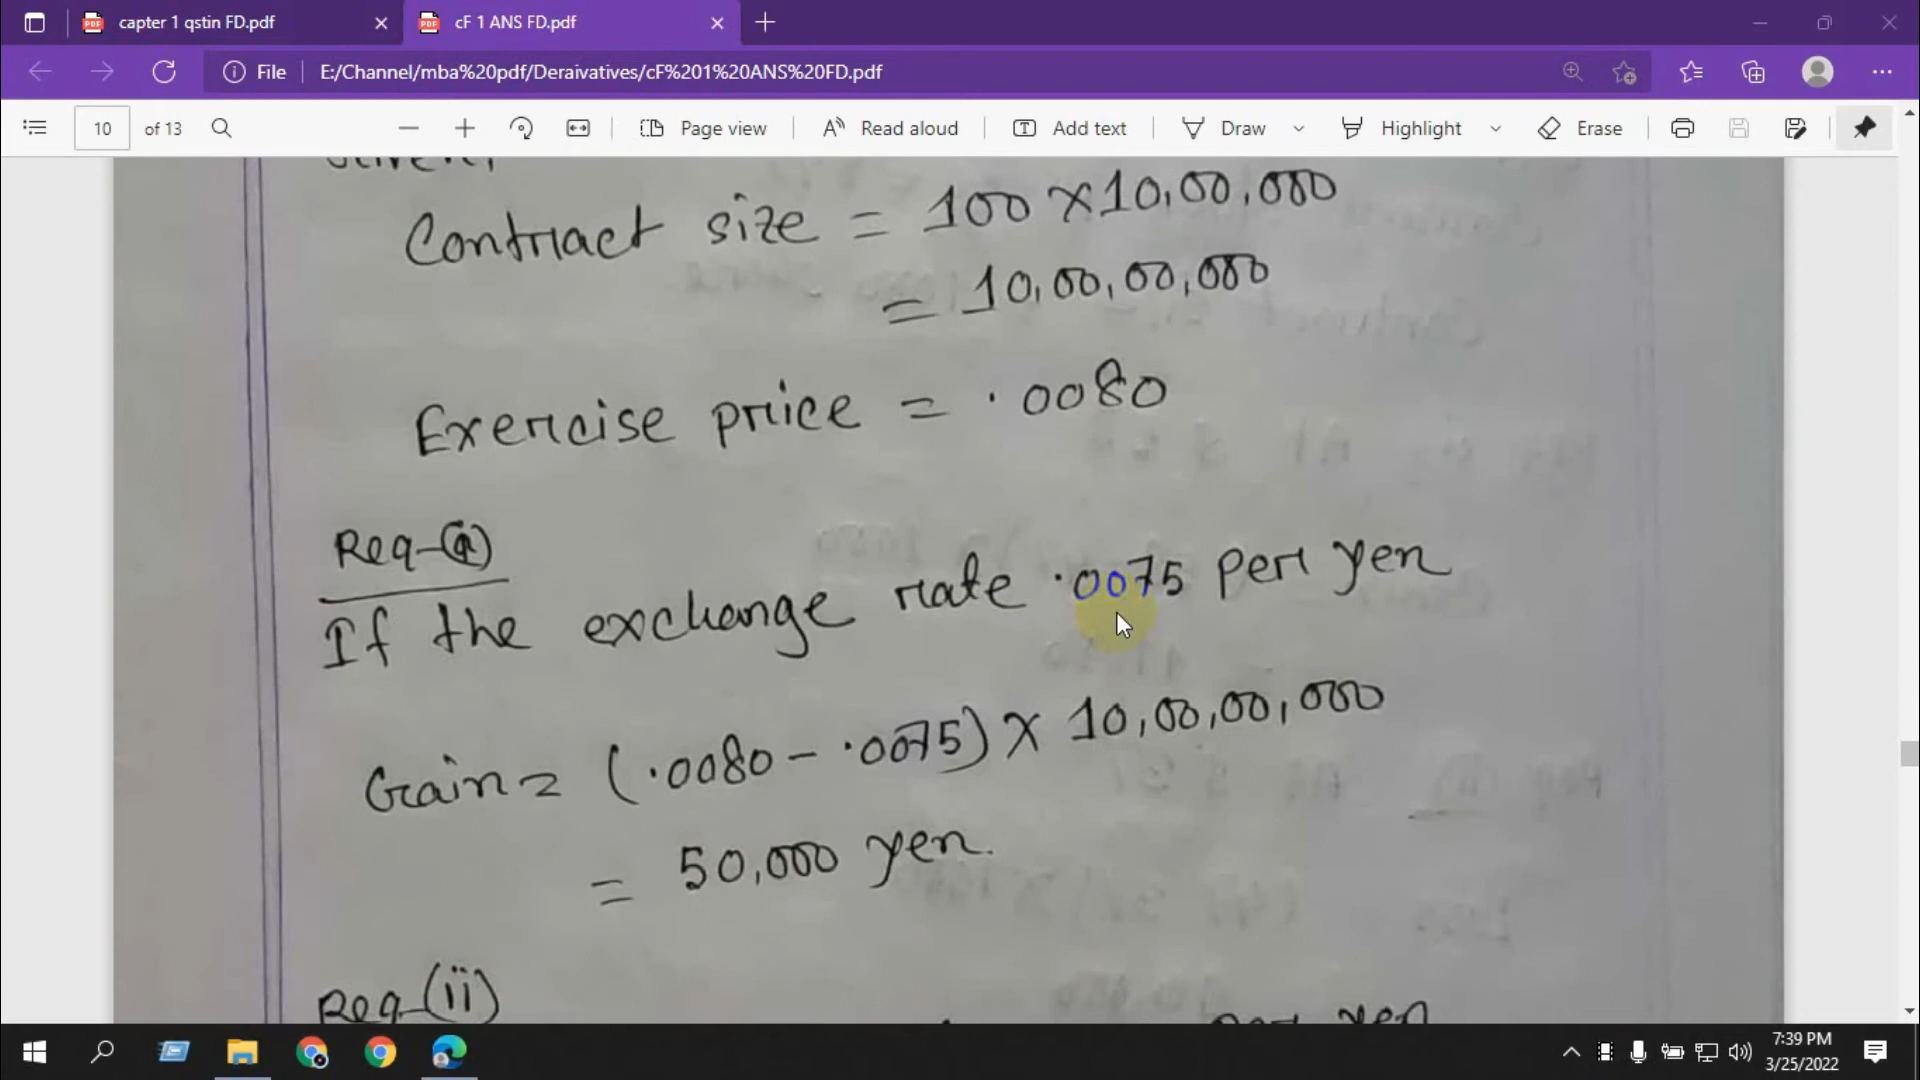 capter 1 qstin FD.pdf
cF 1 ANS FD.pdf
File
E:/Channel/mba%20pdf/Deraivatives/cF%201%20ANS%20FD.pdf
10 of 13
Page view
Read aloud
Add text
Draw
Highlight
Erase
Contract size = 100 × 10,00,000
= 10,00,00,000
Exercise price = .0080
Req-(a)
If the exchange rate .0075 per yen
Gain = (.0080 - .0075) × 10,00,00,000
= 50,000 yen.
Req-(ii)
per yen
7:39 PM
3/25/2022